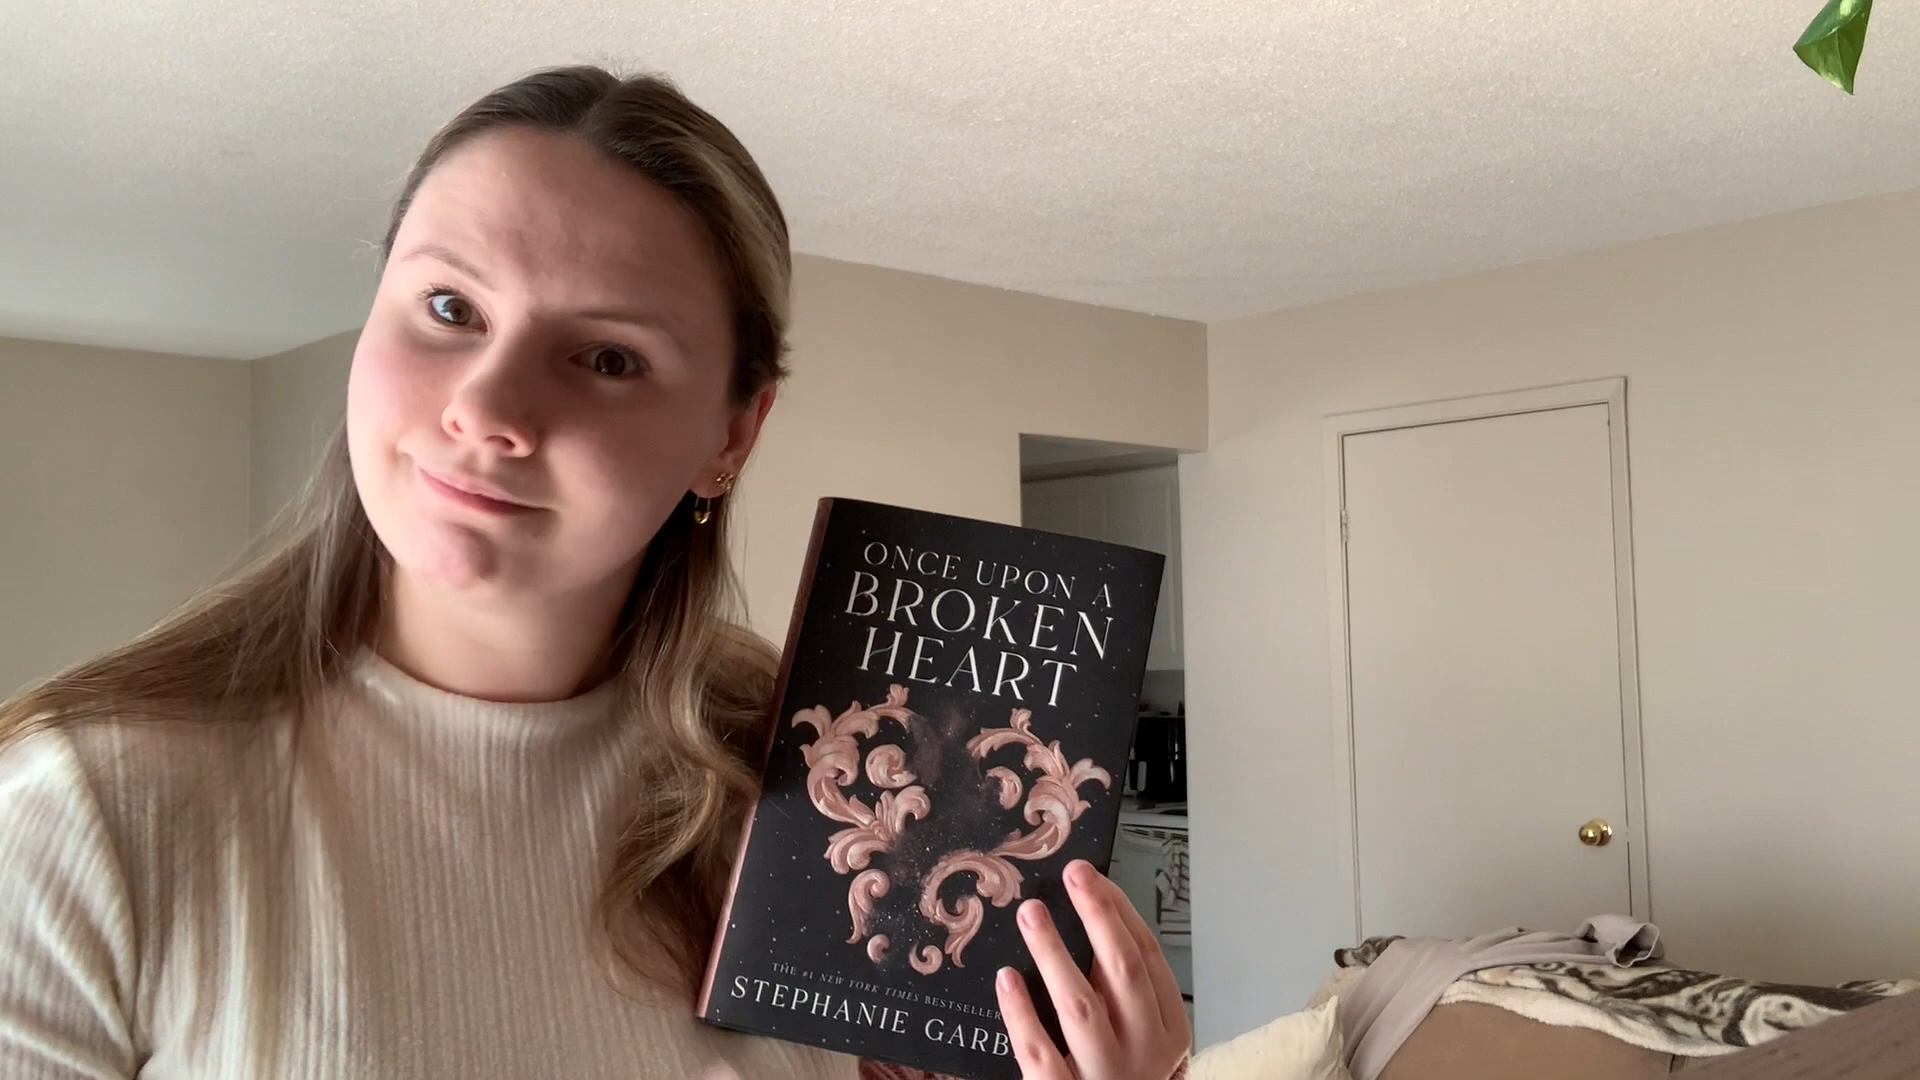 ONCE UPON A
BROKEN
HEART
THE #1 NEW YORK TIMES BESTSELLER
STEPHANIE